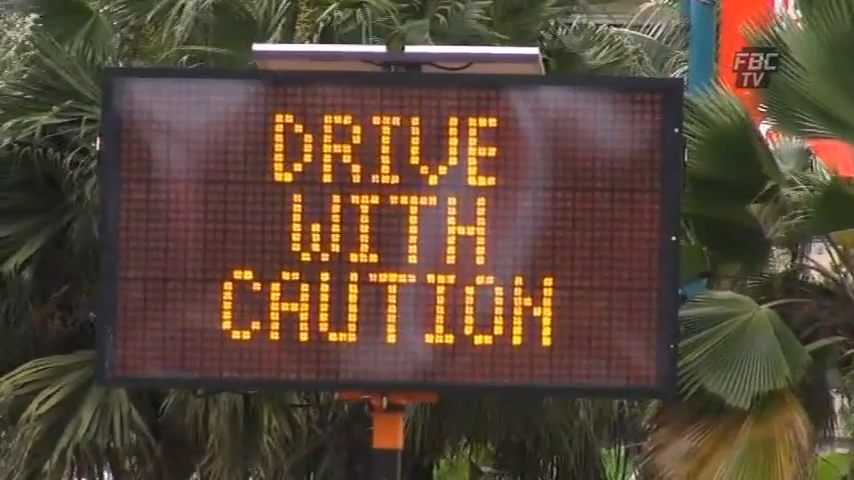 FBC
TV
DRIVE
WITH
CAUTION